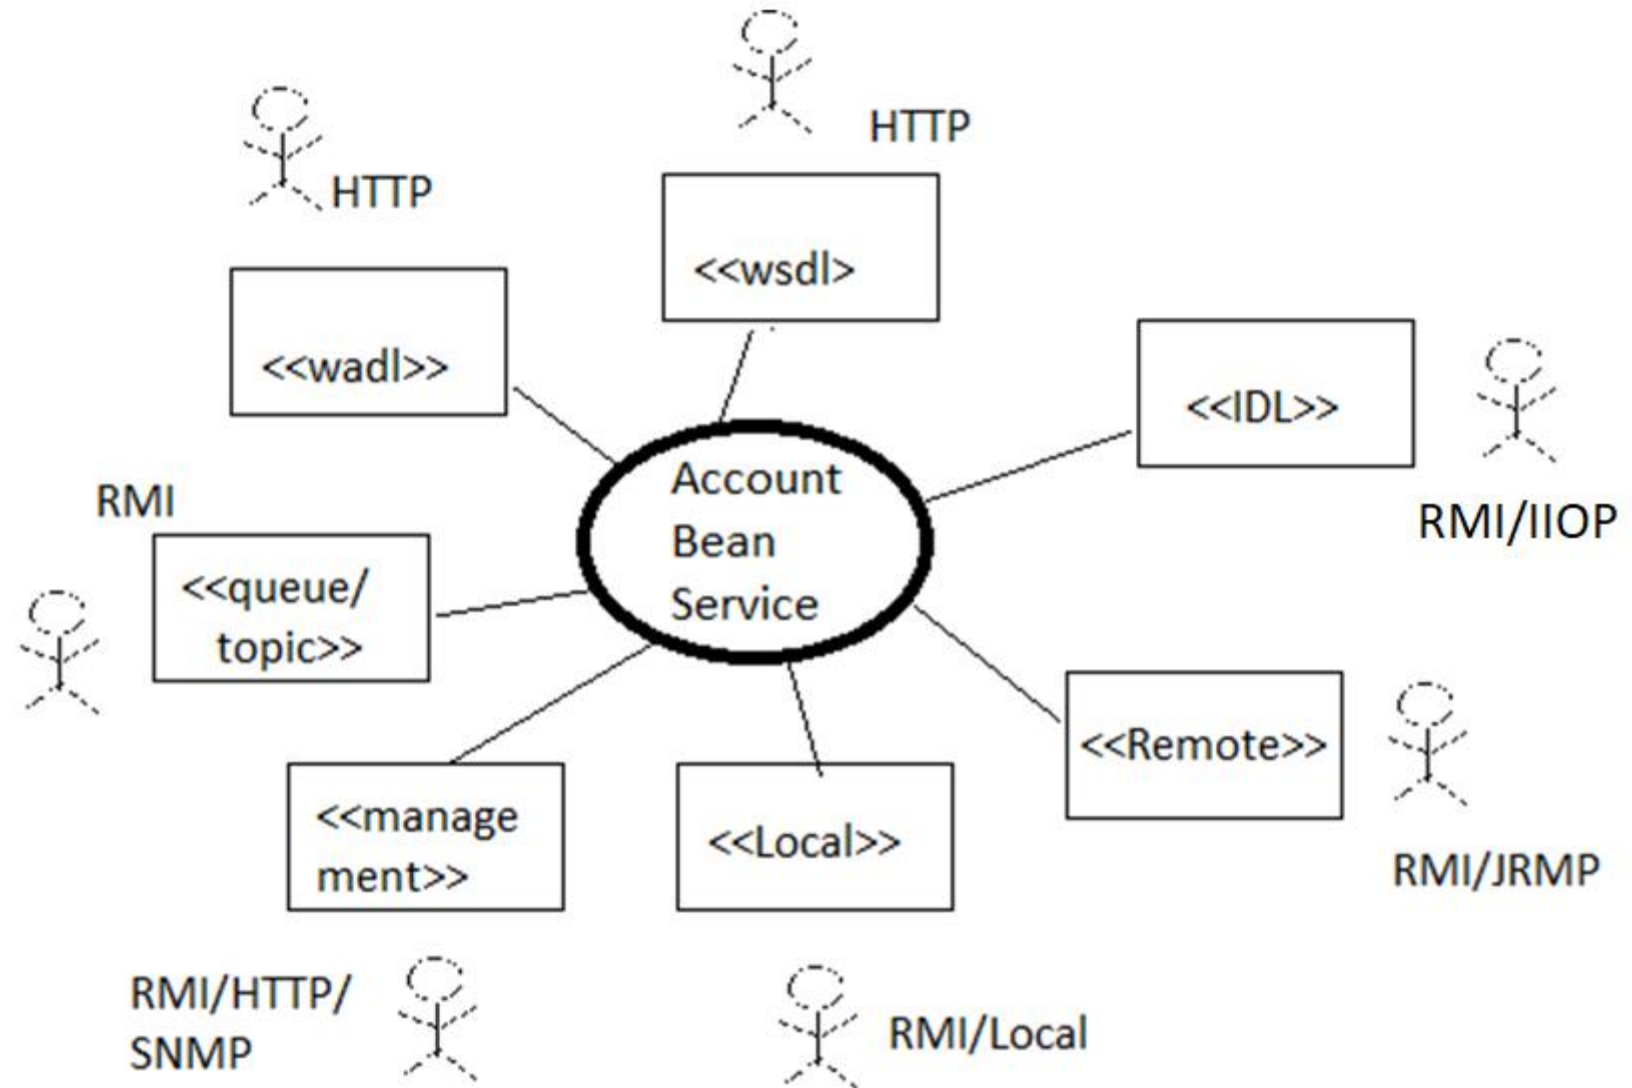 HTTP
HTTP
<<wsdl>
<<wadl>>
<<IDL>>
RMI/IIOP
Account
Bean
Service
RMI
<<queue/
topic>>
<<Remote>>
RMI/JRMP
<<manage
ment>>
<<Local>>
RMI/HTTP/
SNMP
RMI/Local